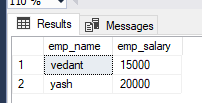 110 %
Results Messages
emp_name emp_salary
1 vedant 15000
2 yash 20000